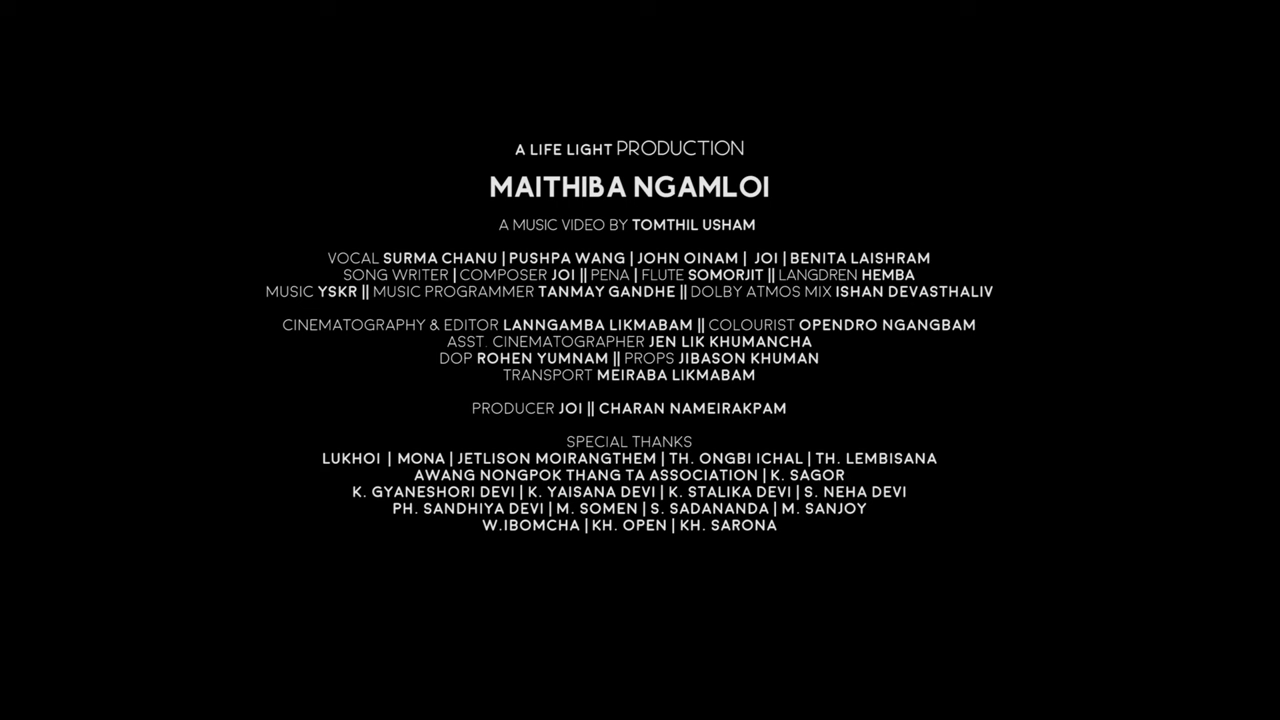 A LIFE LIGHT PRODUCTION
MAITHIBA NGAMLOI
A MUSIC VIDEO BY TOMTHIL USHAM
VOCAL SURMA CHANU | PUSHPA WANG | JOHN OINAM | JOI | BENITA LAISHRAM
SONG WRITER | COMPOSER JOI || PENA | FLUTE SOMORJIT || LANGDREN HEMBA
MUSIC YSKR || MUSIC PROGRAMMER TANMAY GANDHE || DOLBY ATMOS MIX ISHAN DEVASTHALIV
CINEMATOGRAPHY & EDITOR LANNGAMBA LIKMABAM || COLOURIST OPENDRO NGANGBAM
ASST. CINEMATOGRAPHER JEN LIK KHUMANCHA
DOP ROHEN YUMNAM || PROPS JIBASON KHUMAN
TRANSPORT MEIRABA LIKMABAM
PRODUCER JOI || CHARAN NAMEIRAKPAM
SPECIAL THANKS
LUKHOI | MONA | JETLISON MOIRANGTHEM | TH. ONGBI ICHAL | TH. LEMBISANA
AWANG NONGPOK THANG TA ASSOCIATION | K. SAGOR
K. GYANESHORI DEVI | K. YAISANA DEVI | K. STALIKA DEVI | S. NEHA DEVI
PH. SANDHIYA DEVI | M. SOMEN | S. SADANANDA | M. SANJOY
W.IBOMCHA | KH. OPEN | KH. SARONA